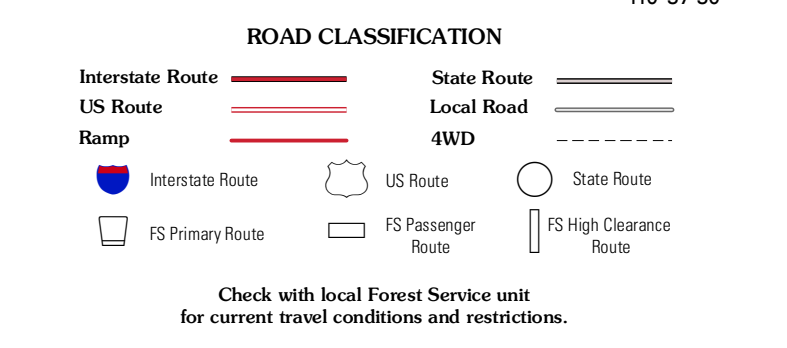 ROAD CLASSIFICATION
Interstate Route
State Route
US Route
Local Road
Ramp
4WD
Interstate Route
US Route
State Route
FS Primary Route
FS Passenger
Route
FS High Clearance
Route
Check with local Forest Service unit
for current travel conditions and restrictions.